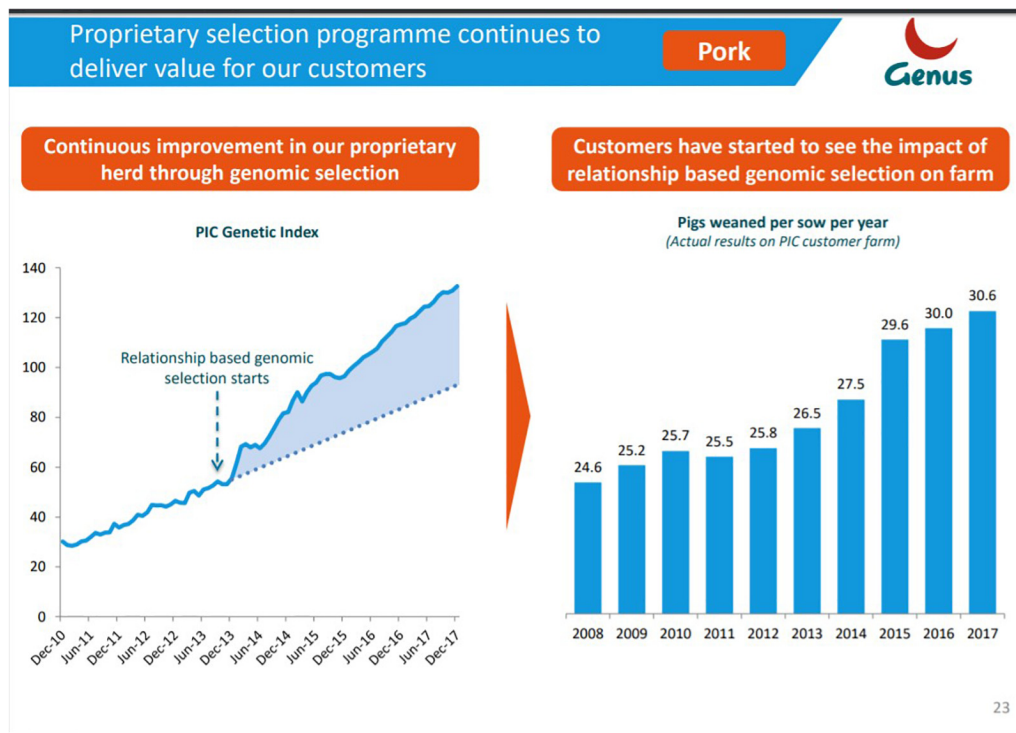 Proprietary selection programme continues to
deliver value for our customers
Pork
Genus
Continuous improvement in our proprietary
herd through genomic selection
Customers have started to see the impact of
relationship based genomic selection on farm
PIC Genetic Index
140
120
100
80
60
40
20
0
Relationship based genomic
selection starts
Dec-10
Jun-11
Dec-11
Jun-12
Dec-12
Jun-13
Dec-13
Jun-14
Dec-14
Jun-15
Dec-15
Jun-16
Dec-16
Jun-17
Dec-17
Pigs weaned per sow per year
(Actual results on PIC customer farm)
24.6
25.2
25.7
25.5
25.8
26.5
27.5
29.6
30.0
30.6
2008
2009
2010
2011
2012
2013
2014
2015
2016
2017
23